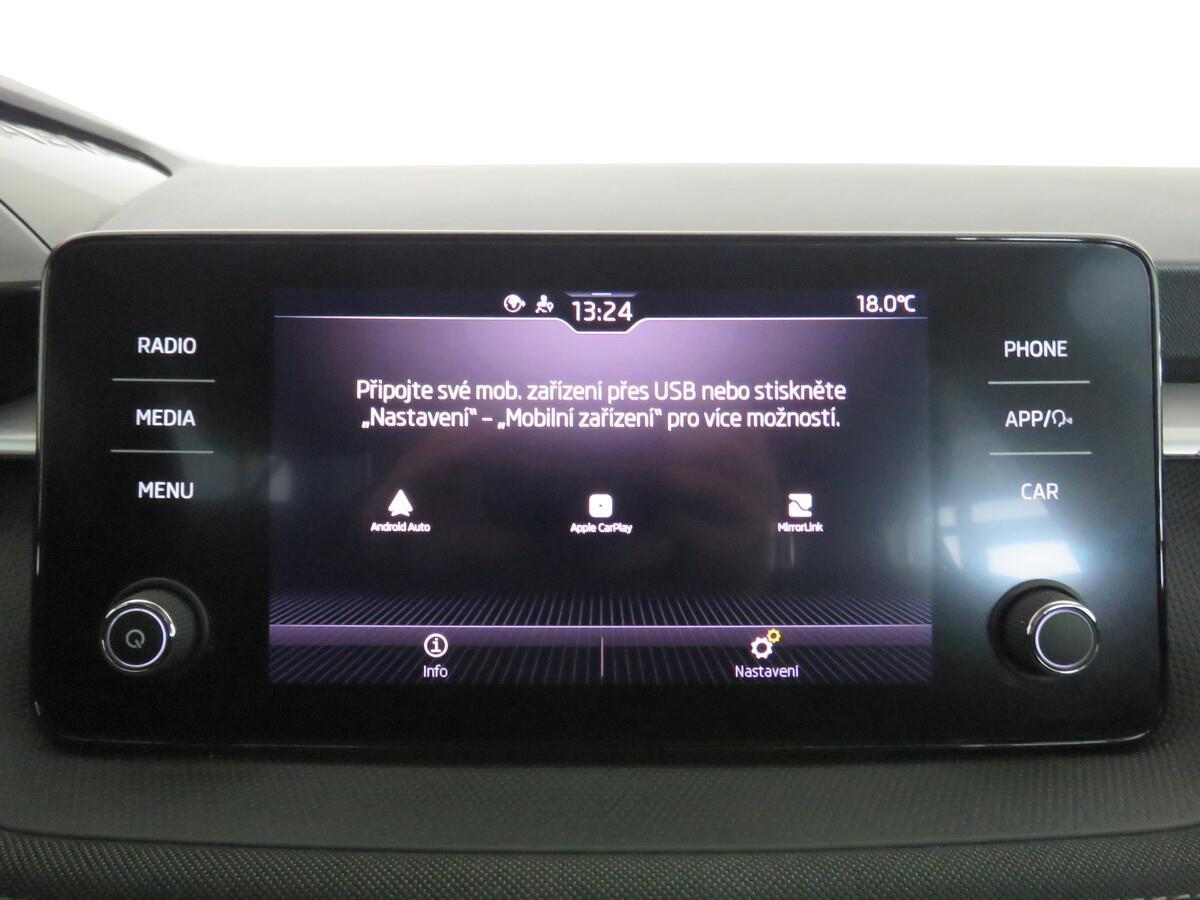 13:24
18.0°C
RADIO
MEDIA
MENU
Připojte své mob. zařízení přes USB nebo stiskněte
„Nastavení“ – „Mobilní zařízení“ pro více možností.
Android Auto
Apple CarPlay
MirrorLink
Info
Nastavení
PHONE
APP/
CAR